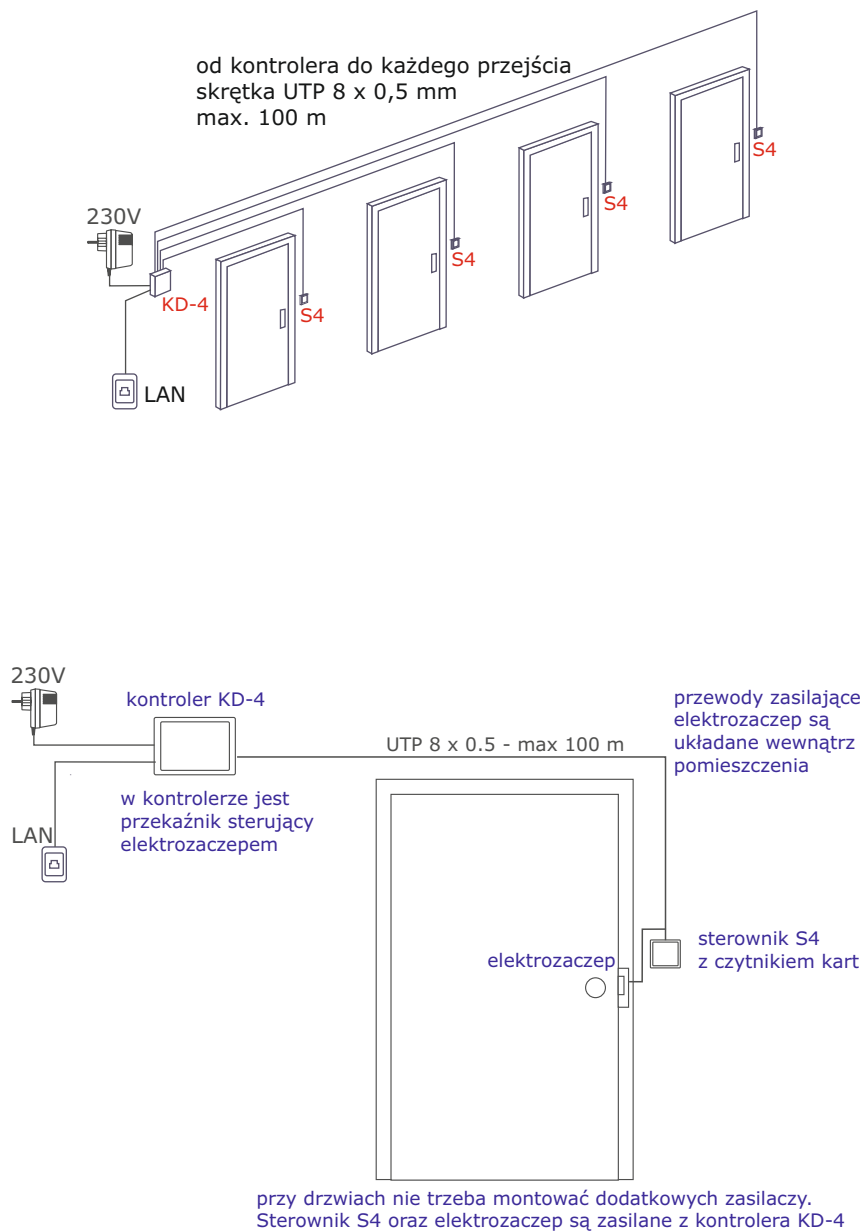 od kontrolera do każdego przejścia
skrętka UTP 8 x 0,5 mm
max. 100 m
S4
S4
S4
S4
230V
KD-4
LAN
230V
kontroler KD-4
UTP 8 x 0.5 - max 100 m
przewody zasilające
elektrozaczep są
układane wewnątrz
pomieszczenia
w kontrolerze jest
przekaźnik sterujący
elektrozaczepem
LAN
elektrozaczep
sterownik S4
z czytnikiem kart
przy drzwiach nie trzeba montować dodatkowych zasilaczy.
Sterownik S4 oraz elektrozaczep są zasilane z kontrolera KD-4